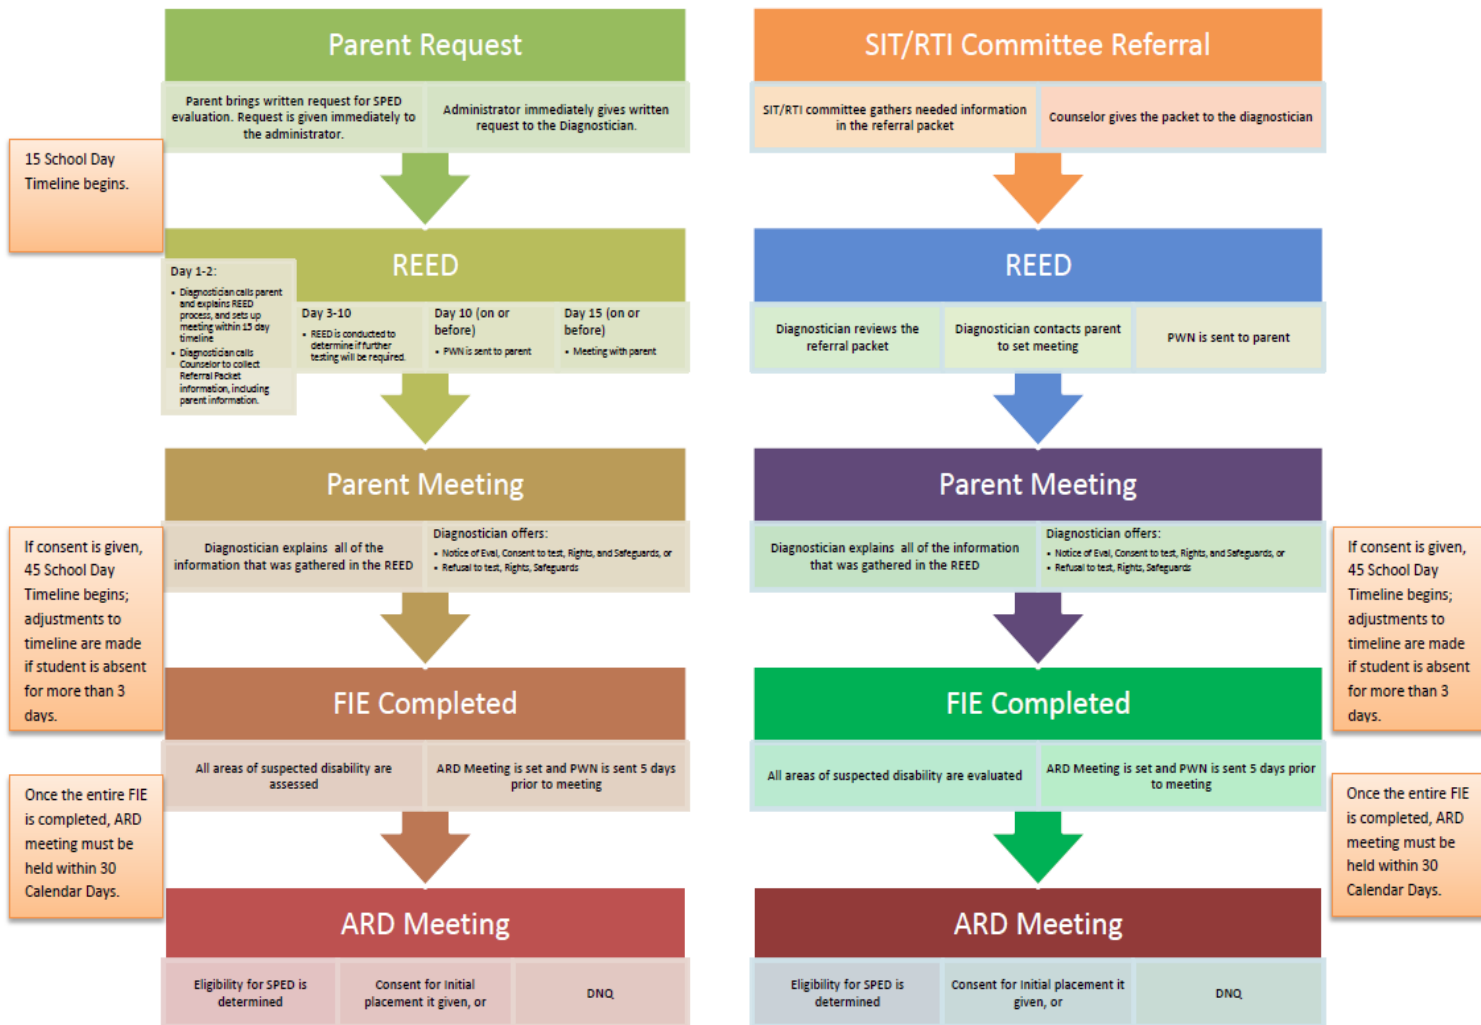 Parent Request
Parent brings written request for SPED
evaluation. Request is given immediately to
the administrator.
Administrator immediately gives written
request to the Diagnostician.
15 School Day
Timeline begins.
REED
Day 1-2:
• Diagnostician calls parent
and explains REED
process, and sets up
meeting within 15 day
timeline
• Diagnostician calls
Counselor to collect
Referral Packet
information, including
parent information.
Day 3-10
• REED is conducted to
determine if further
testing will be required.
Day 10 (on or
before)
• PWN is sent to parent
Day 15 (on or
before)
• Meeting with parent
Parent Meeting
Diagnostician explains all of the
information that was gathered in the REED
Diagnostician offers:
• Notice of Eval, Consent to test, Rights, and Safeguards, or
• Refusal to test, Rights, Safeguards
If consent is given,
45 School Day
Timeline begins;
adjustments to
timeline are made
if student is absent
for more than 3
days.
FIE Completed
All areas of suspected disability are
assessed
ARD Meeting is set and PWN is sent 5 days
prior to meeting
Once the entire FIE
is completed, ARD
meeting must be
held within 30
Calendar Days.
ARD Meeting
Eligibility for SPED is
determined
Consent for Initial
placement it given, or
DNQ
SIT/RTI Committee Referral
SIT/RTI committee gathers needed information
in the referral packet
Counselor gives the packet to the diagnostician
REED
Diagnostician reviews the
referral packet
Diagnostician contacts parent
to set meeting
PWN is sent to parent
Parent Meeting
Diagnostician explains all of the information
that was gathered in the REED
Diagnostician offers:
• Notice of Eval, Consent to test, Rights, and Safeguards, or
• Refusal to test, Rights, Safeguards
If consent is given,
45 School Day
Timeline begins;
adjustments to
timeline are made
if student is absent
for more than 3
days.
FIE Completed
All areas of suspected disability are evaluated
ARD Meeting is set and PWN is sent 5 days prior
to meeting
Once the entire FIE
is completed, ARD
meeting must be
held within 30
Calendar Days.
ARD Meeting
Eligibility for SPED is
determined
Consent for Initial placement it
given, or
DNQ